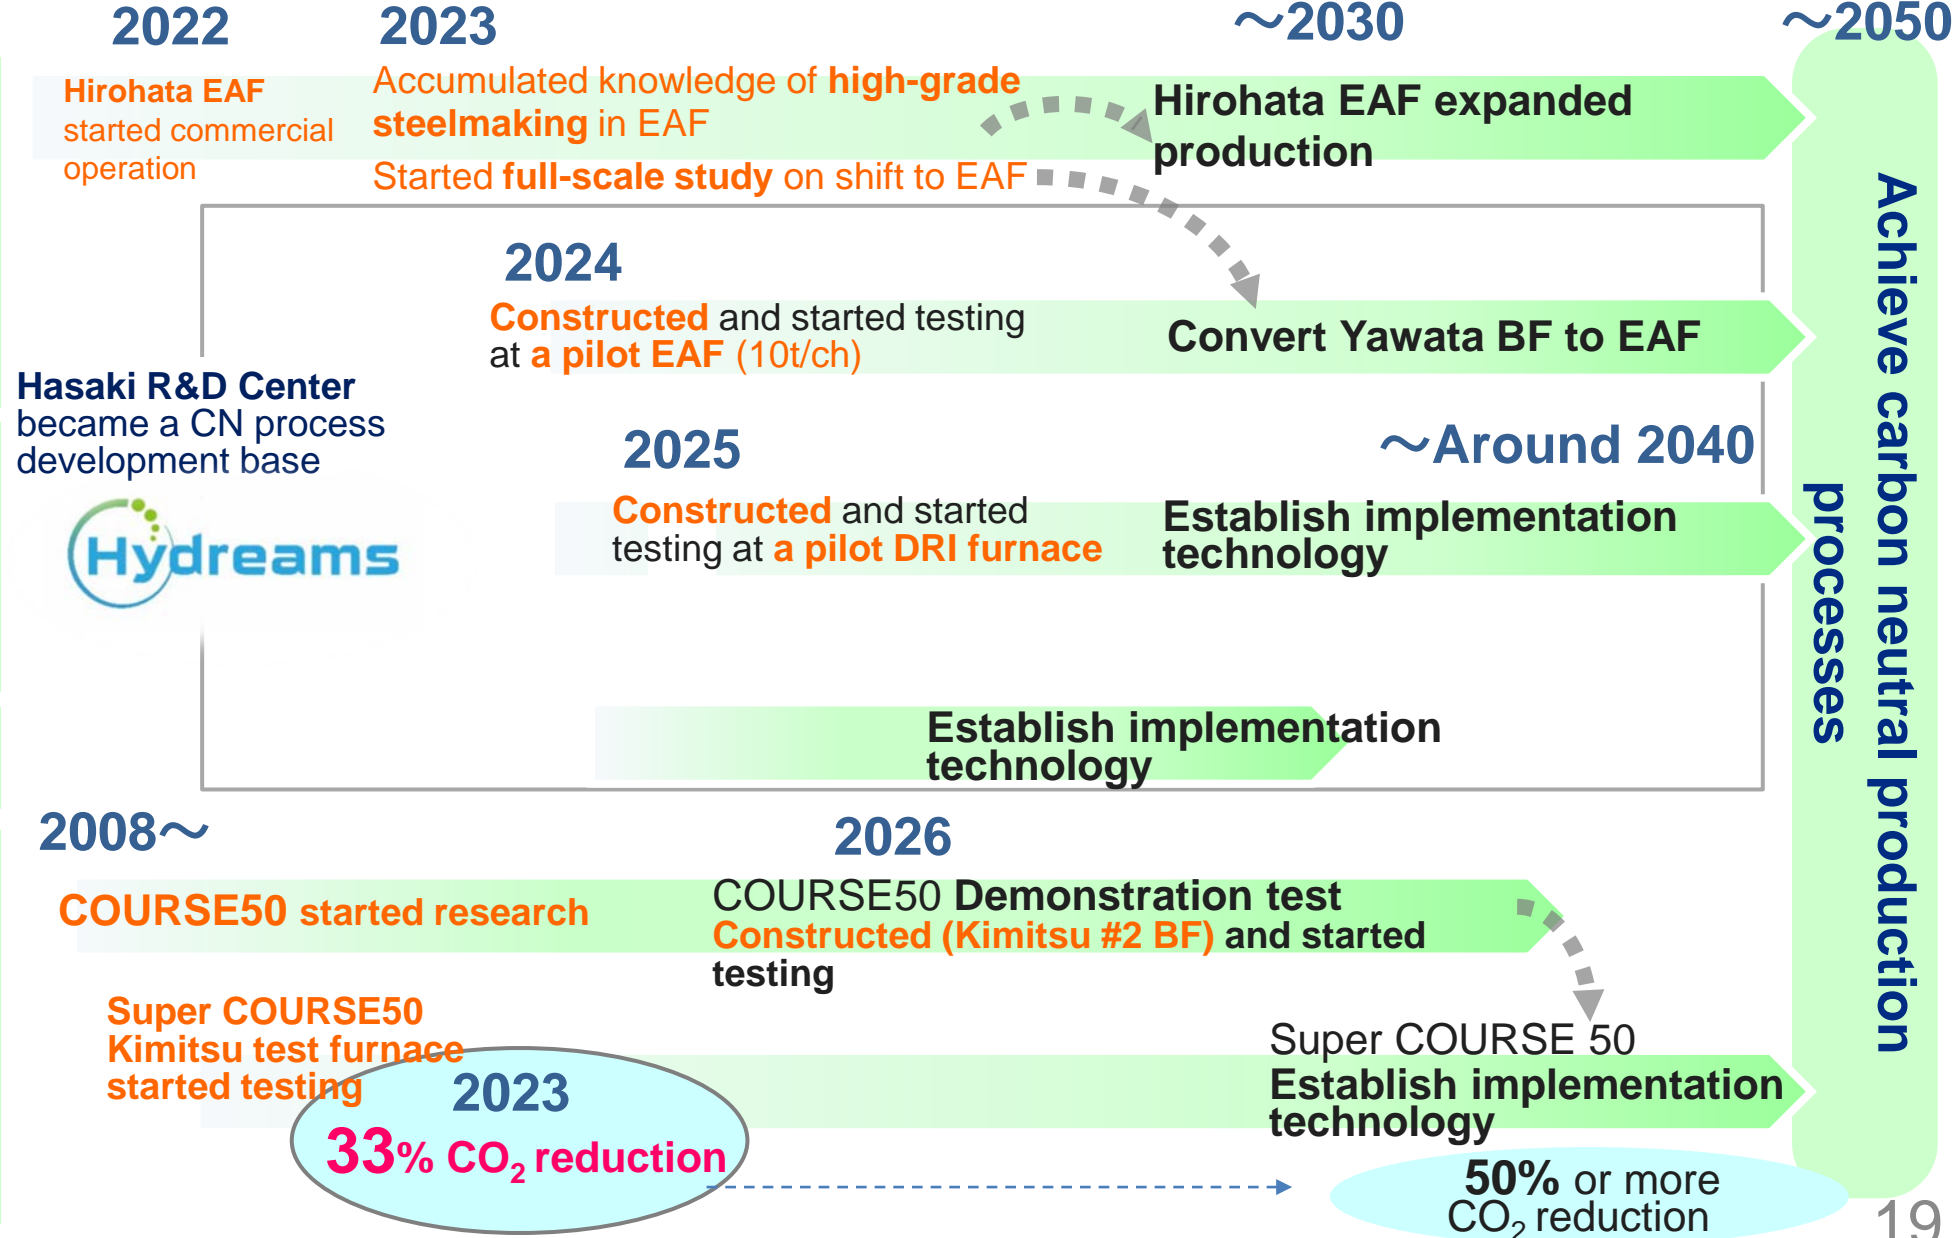 2022
2023
～2030
～2050
Hirohata EAF
started commercial
operation
Accumulated knowledge of high-grade
steelmaking in EAF
Started full-scale study on shift to EAF
Hirohata EAF expanded
production
2024
Constructed and started testing
at a pilot EAF (10t/ch)
Convert Yawata BF to EAF
Hasaki R&D Center
became a CN process
development base
Hydreams
2025
～Around 2040
Constructed and started
testing at a pilot DRI furnace
Establish implementation
technology
Establish implementation
technology
2008～
2026
COURSE50 started research
COURSE50 Demonstration test
Constructed (Kimitsu #2 BF) and started
testing
Super COURSE50
Kimitsu test furnace
started testing
2023
33% CO₂ reduction
Super COURSE 50
Establish implementation
technology
50% or more
CO₂ reduction
Achieve carbon neutral production
processes
19